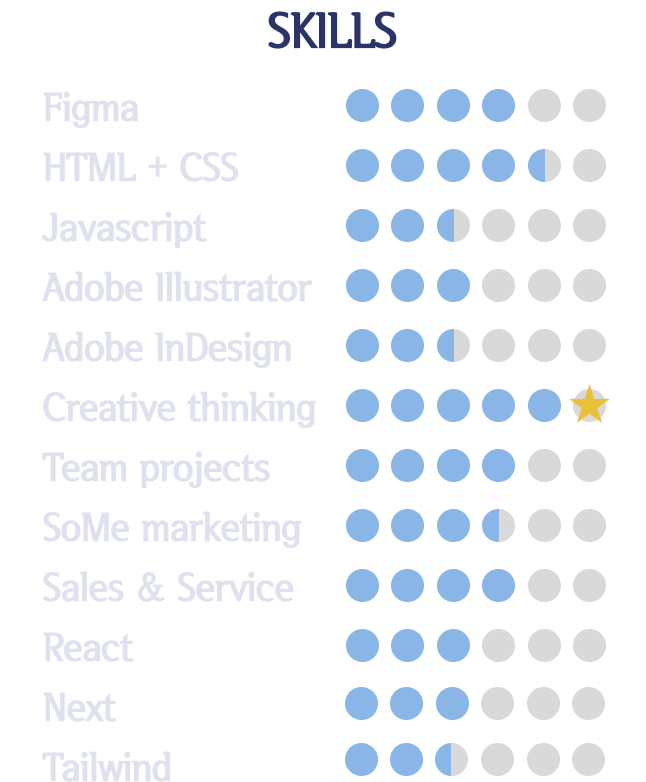 SKILLS
Figma
HTML + CSS
Javascript
Adobe Illustrator
Adobe InDesign
Creative thinking
Team projects
SoMe marketing
Sales & Service
React
Next
Tailwind